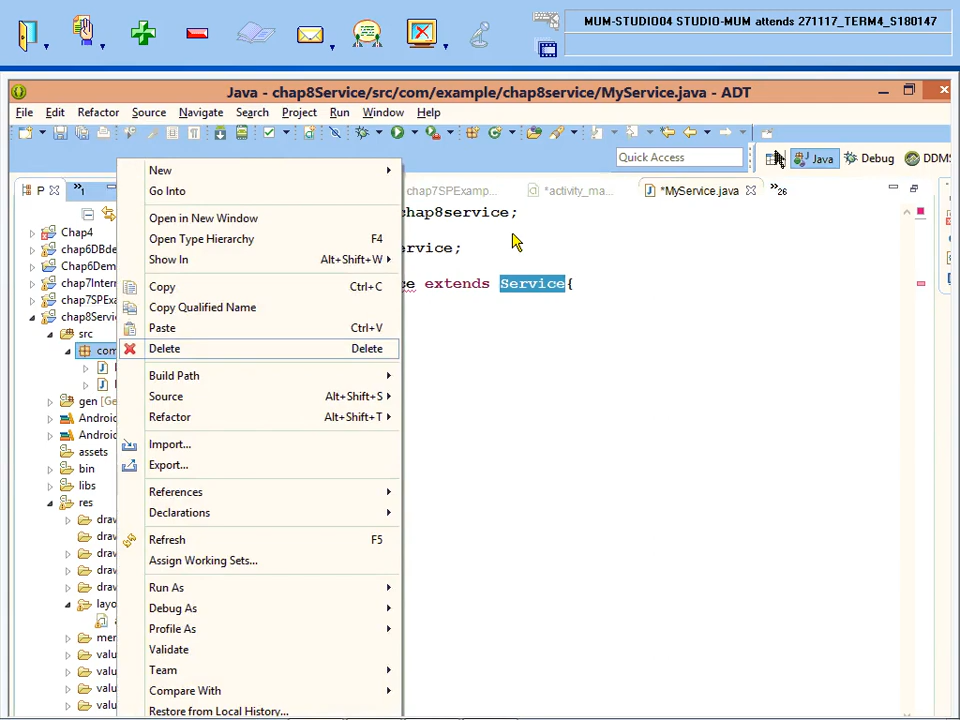 MUM-STUDIO04 STUDIO-MUM attends 271117_TERM4_S180147
Java - chap8Service/src/com/example/chap8service/MyService.java - ADT
File Edit Refactor Source Navigate Search Project Run Window Help
Quick Access
Java Debug DDMS
P »1 chap7SPExamp... *activity_ma... *MyService.java »26
Chap4
chap6DBde
Chap6Dem
chap7Inter
chap7SPExa
chap8Servi
src
com
gen [Ge
Android
Android
assets
bin
libs
res
draw
draw
draw
draw
draw
layo
a
men
valu
valu
valu
valu
New
Go Into
Open in New Window
Open Type Hierarchy F4
Show In Alt+Shift+W
Copy Ctrl+C
Copy Qualified Name
Paste Ctrl+V
Delete Delete
Build Path
Source Alt+Shift+S
Refactor Alt+Shift+T
Import...
Export...
References
Declarations
Refresh F5
Assign Working Sets...
Run As
Debug As
Profile As
Validate
Team
Compare With
Restore from Local History...
chap8service;
ervice;
ce extends Service{